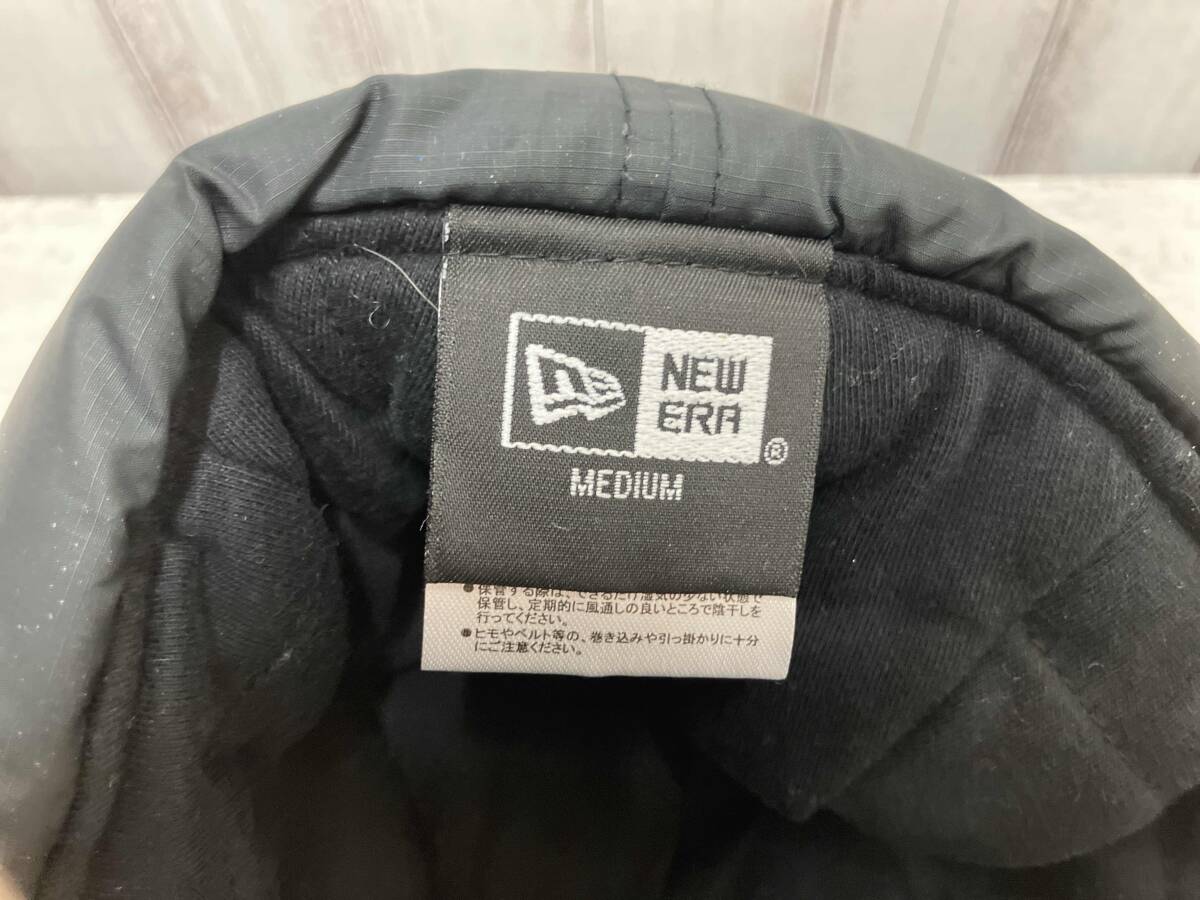 NEW
ERA
®
MEDIUM
●保管する際は、できるだけ湿気の少ない状態で
保管し、定期的に風通しの良いところで陰干しを
行ってください。
●ヒモやベルト等の、巻き込みや引っ掛かりに十分
にご注意ください。